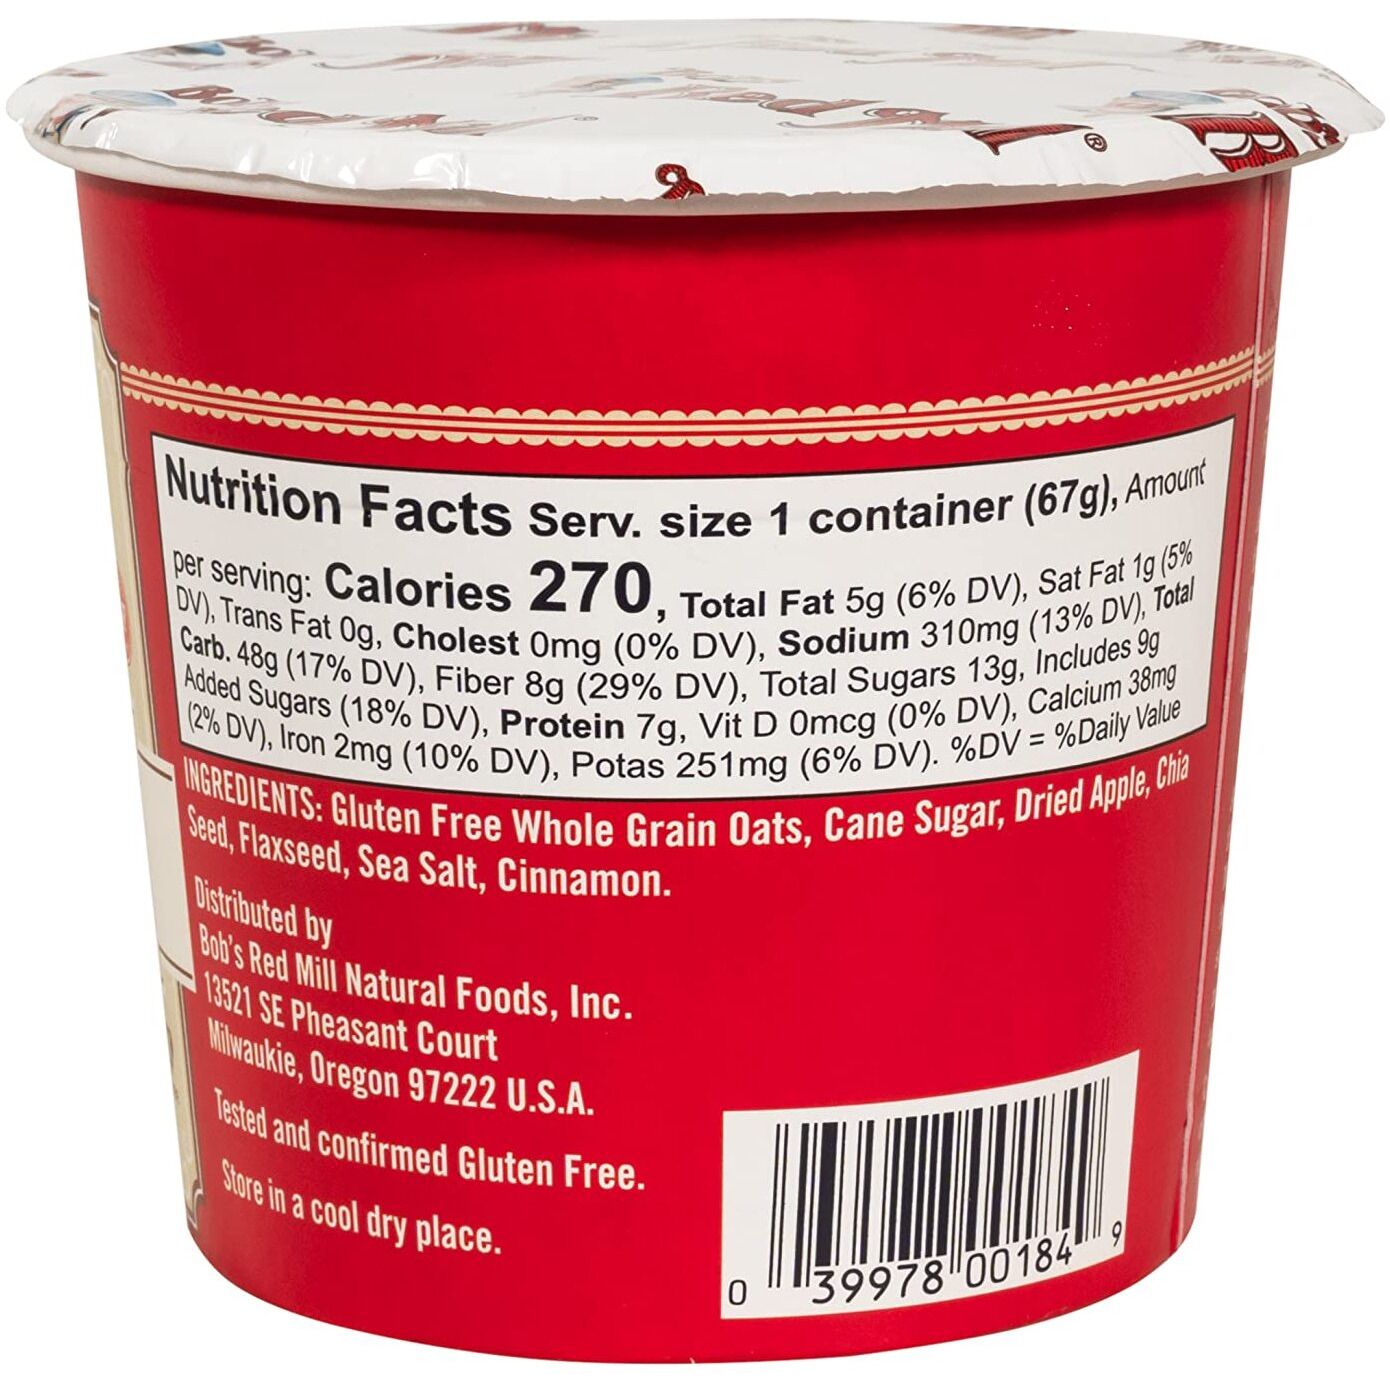 Bob's Red Mill
®
Nutrition Facts Serv. size 1 container (67g), Amount
per serving: Calories 270, Total Fat 5g (6% DV), Sat Fat 1g (5%
DV), Trans Fat 0g, Cholest 0mg (0% DV), Sodium 310mg (13% DV), Total
Carb. 48g (17% DV), Fiber 8g (29% DV), Total Sugars 13g, Includes 9g
Added Sugars (18% DV), Protein 7g, Vit D 0mcg (0% DV), Calcium 38mg
(2% DV), Iron 2mg (10% DV), Potas 251mg (6% DV). %DV = %Daily Value
INGREDIENTS: Gluten Free Whole Grain Oats, Cane Sugar, Dried Apple, Chia
Seed, Flaxseed, Sea Salt, Cinnamon.
Distributed by
Bob's Red Mill Natural Foods, Inc.
13521 SE Pheasant Court
Milwaukie, Oregon 97222 U.S.A.
Tested and confirmed Gluten Free.
Store in a cool dry place.
0 39978 00184 9